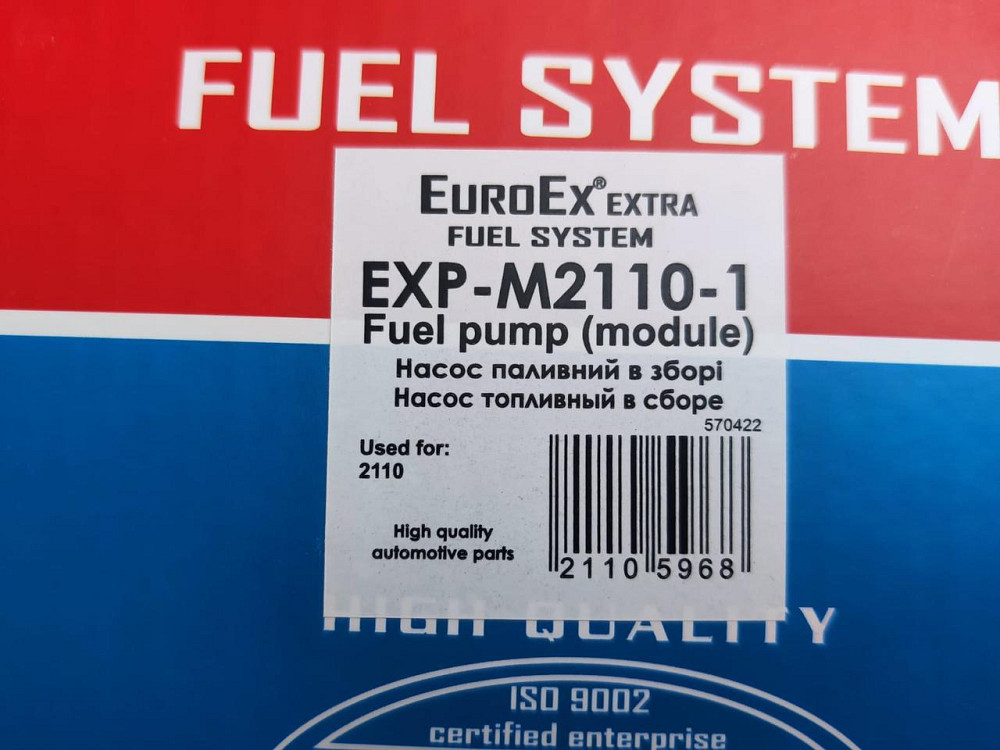 FUEL SYSTEM
EUROEX® EXTRA
FUEL SYSTEM
EXP-M2110-1
Fuel pump (module)
Насос паливний в зборі
Насос топливный в сборе
570422
Used for:
2110
High quality
automotive parts
2110 5968
HIGH QUALITY
ISO 9002
certified enterprise